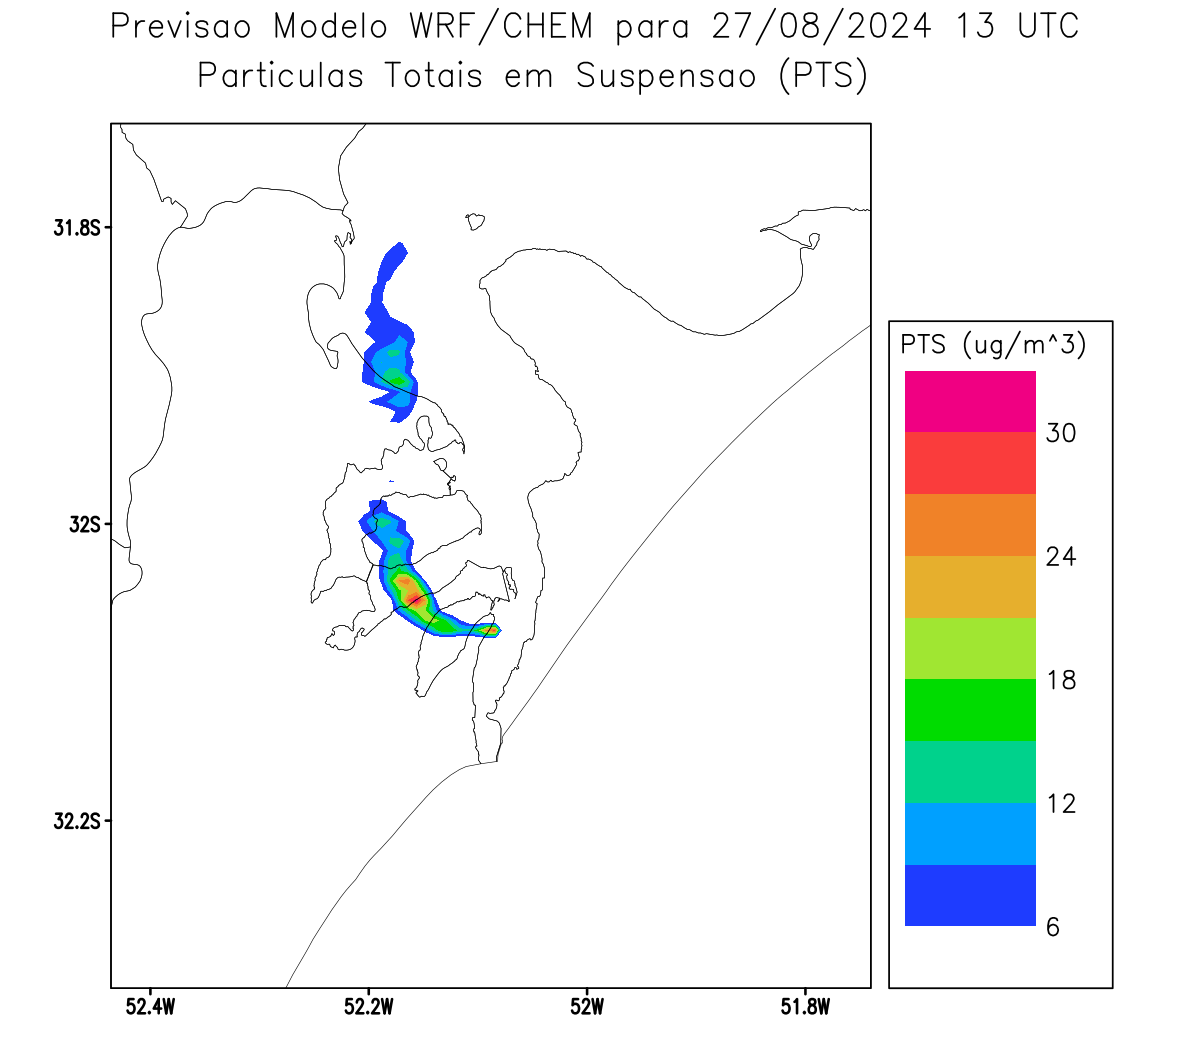 Previsao Modelo WRF/CHEM para 27/08/2024 13 UTC
Particulas Totais em Suspensao (PTS)
31.8S
32S
32.2S
52.4W
52.2W
52W
51.8W
PTS (ug/m^3)
30
24
18
12
6